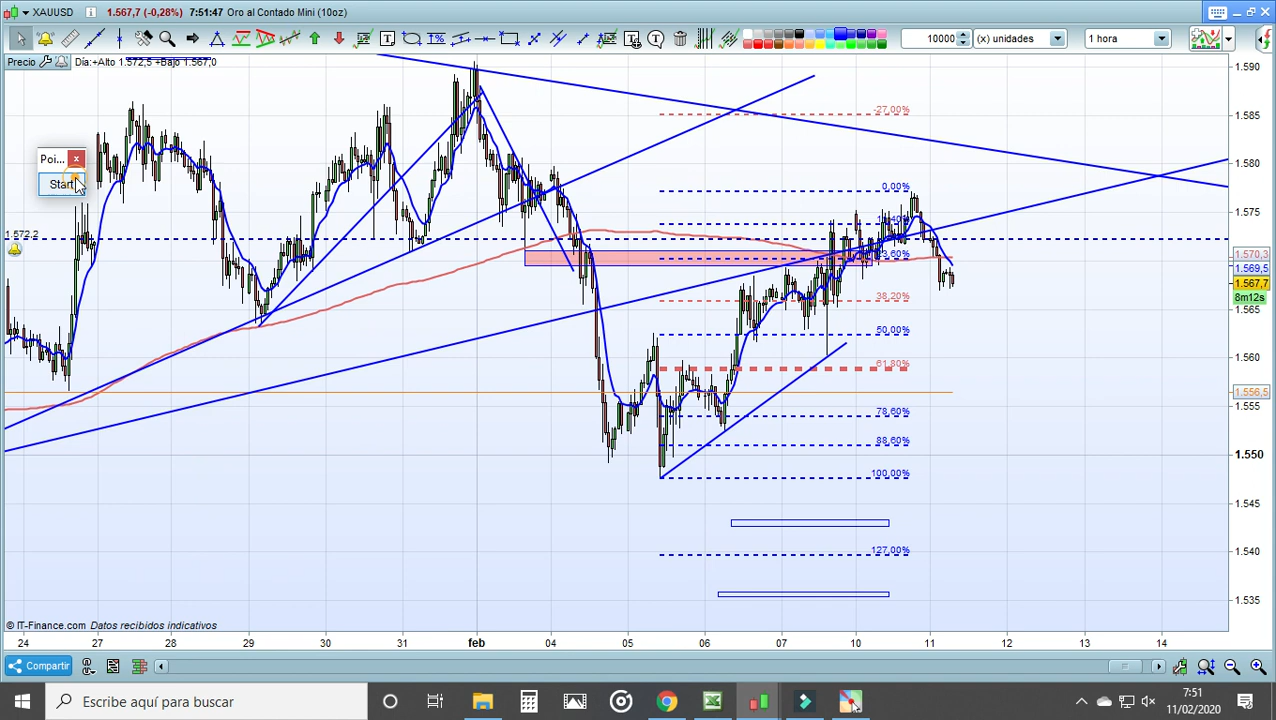 XAUUSD 1.567,7 (-0,28%) 7:51:47 Oro al Contado Mini (10oz)
10000 (x) unidades 1 hora
Precio Día:+Alto 1.572,5 +Bajo 1.567,0
1.590
-27,00%
1.585
Poi... x
Start
1.580
0,00%
1.575
1.572,2
23,60%
1.570,3
1.569,5
1.567,7
8m12s
38,20%
1.565
50,00%
1.560
61,80%
1.556,5
1.555
78,60%
88,60%
1.550
100,00%
1.545
127,00%
1.540
1.535
© IT-Finance.com Datos recibidos indicativos
24 27 28 29 30 31 feb 04 05 06 07 10 11 12 13 14
Compartir
Escribe aquí para buscar
7:51
11/02/2020